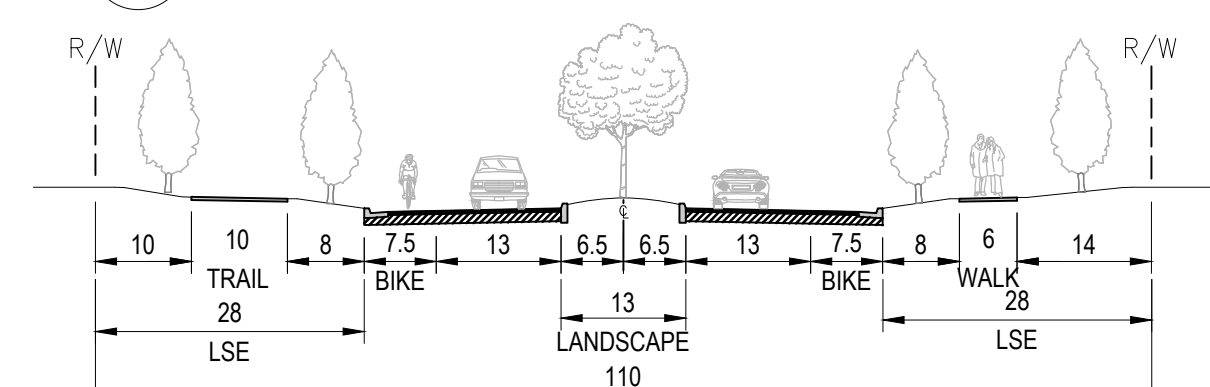 R/W R/W
℄
10 10 8 7.5 13 6.5 6.5 13 7.5 8 6 14
TRAIL BIKE BIKE WALK
28 13 28
LSE LANDSCAPE LSE
110